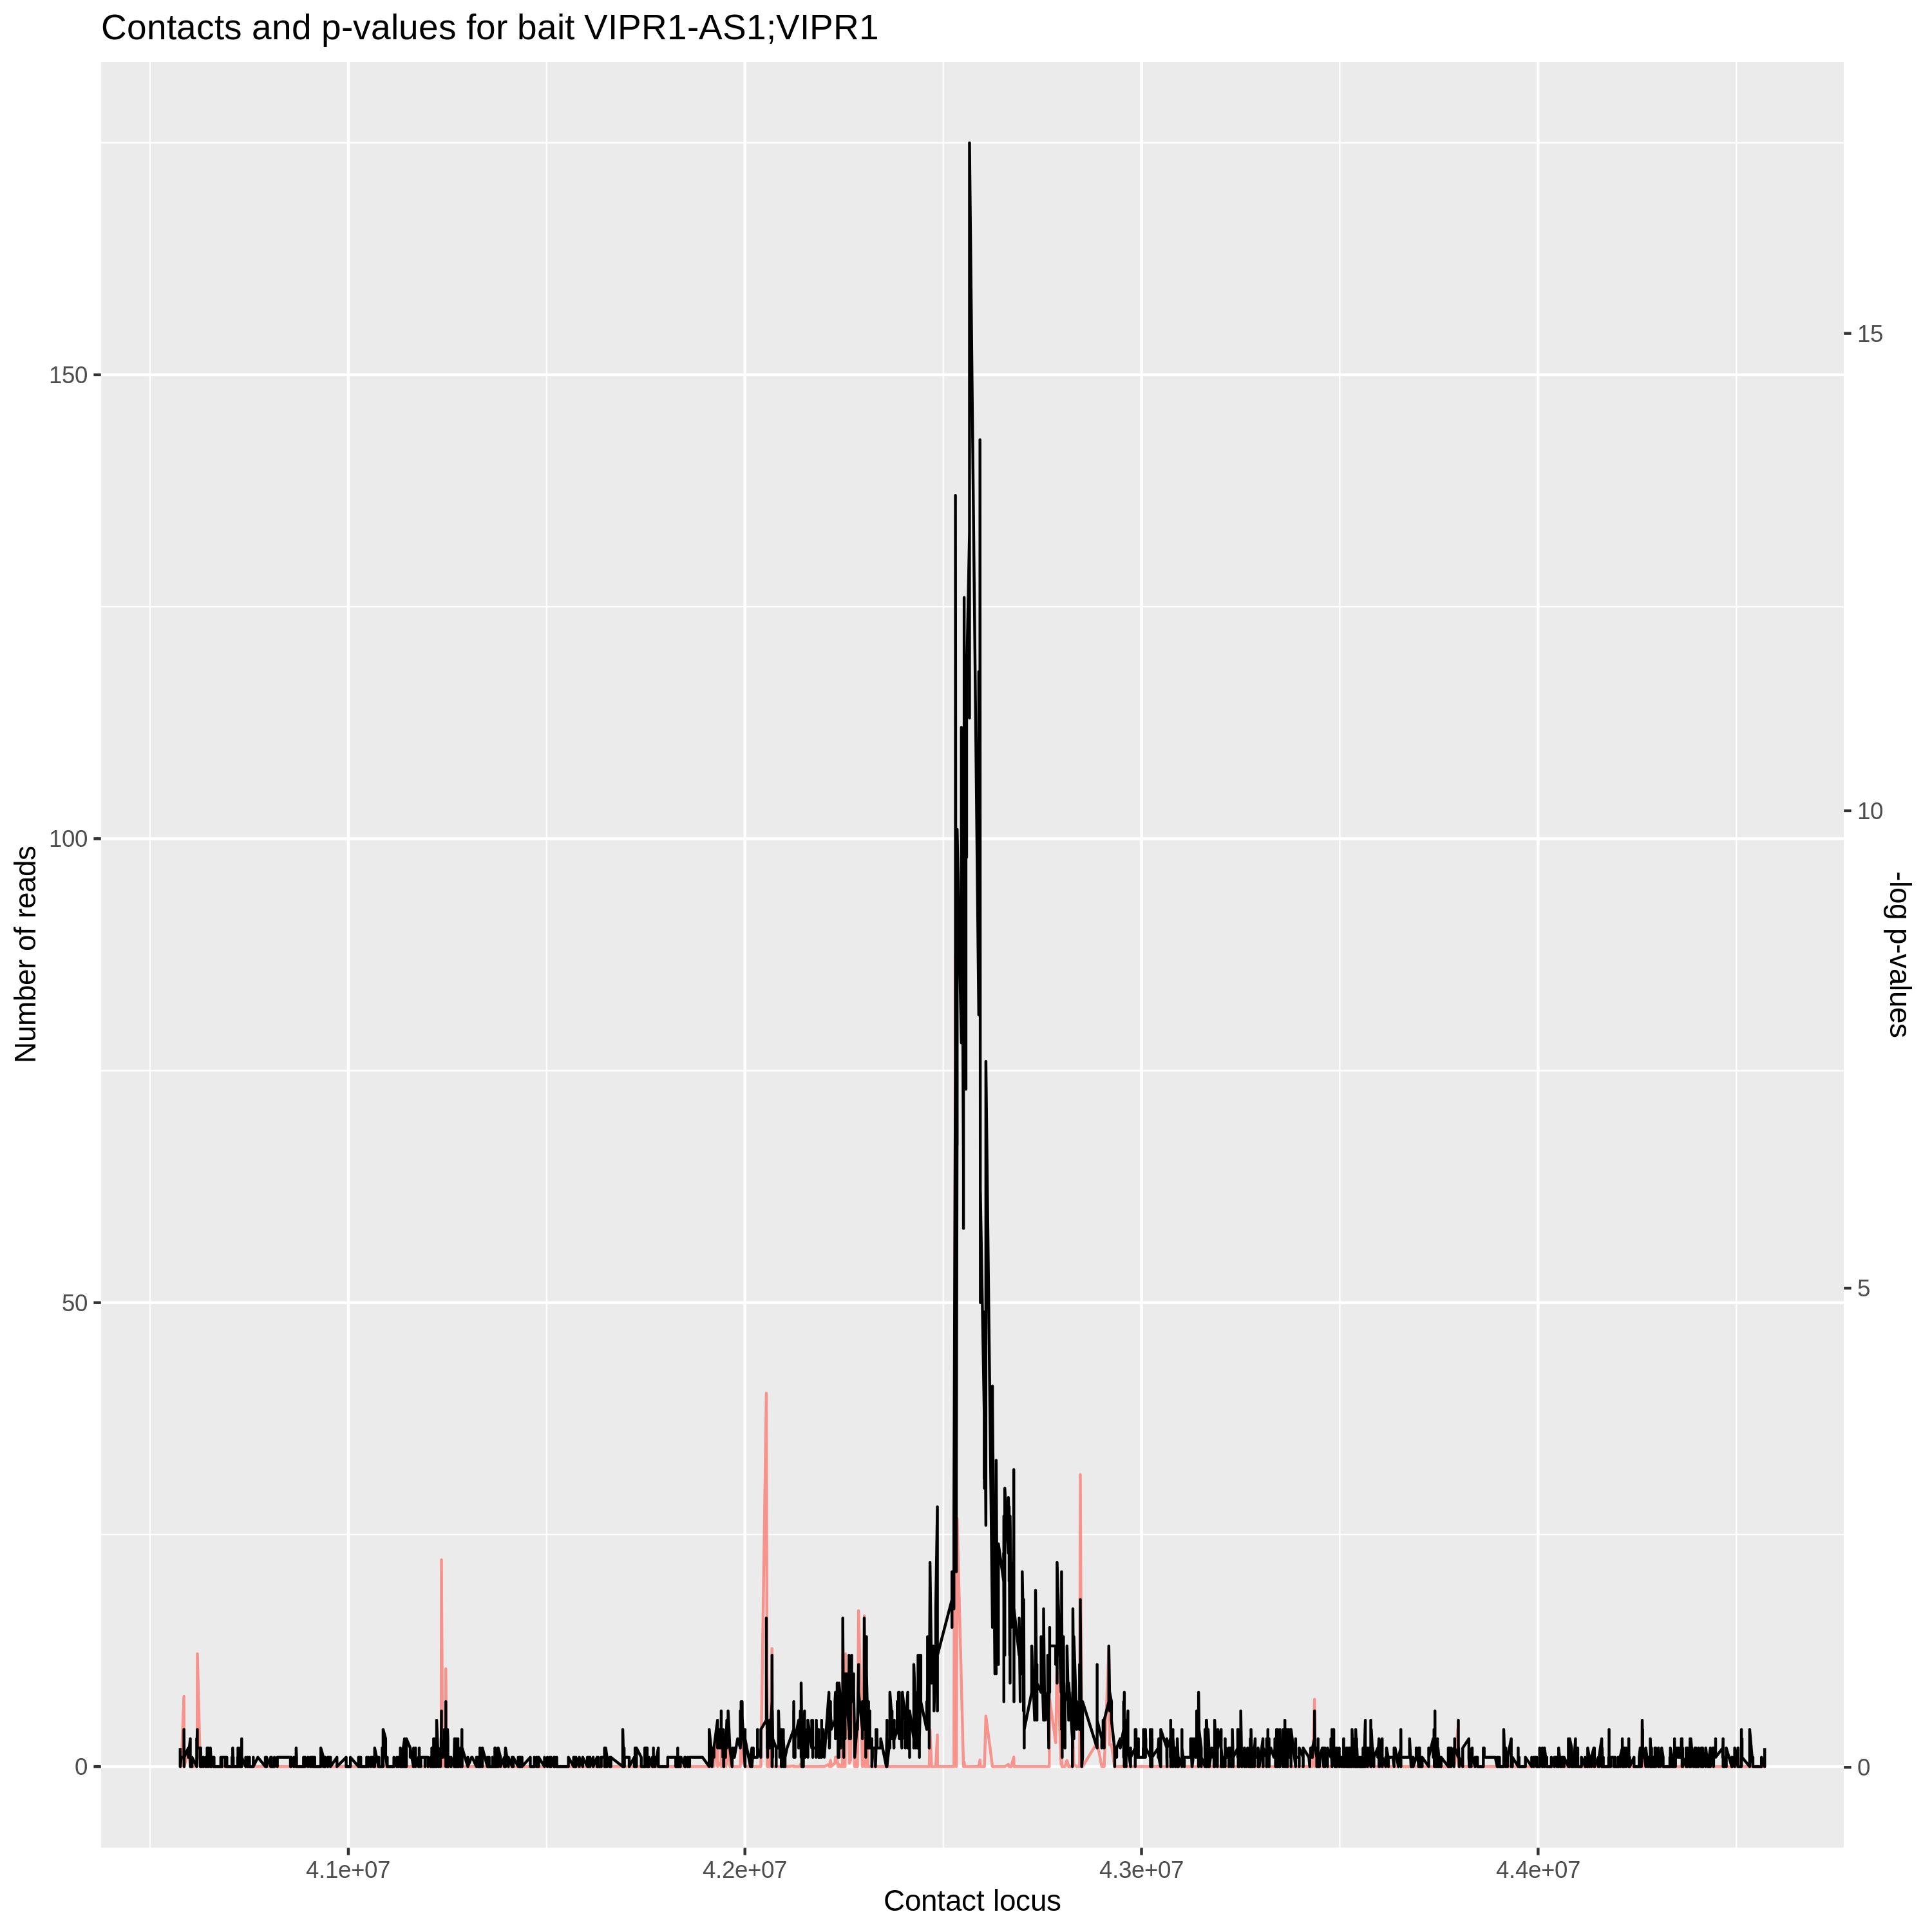 Contacts and p-values for bait VIPR1-AS1;VIPR1
150
100
50
0
Number of reads
15
10
5
0
-log p-values
4.1e+07
4.2e+07
4.3e+07
4.4e+07
Contact locus